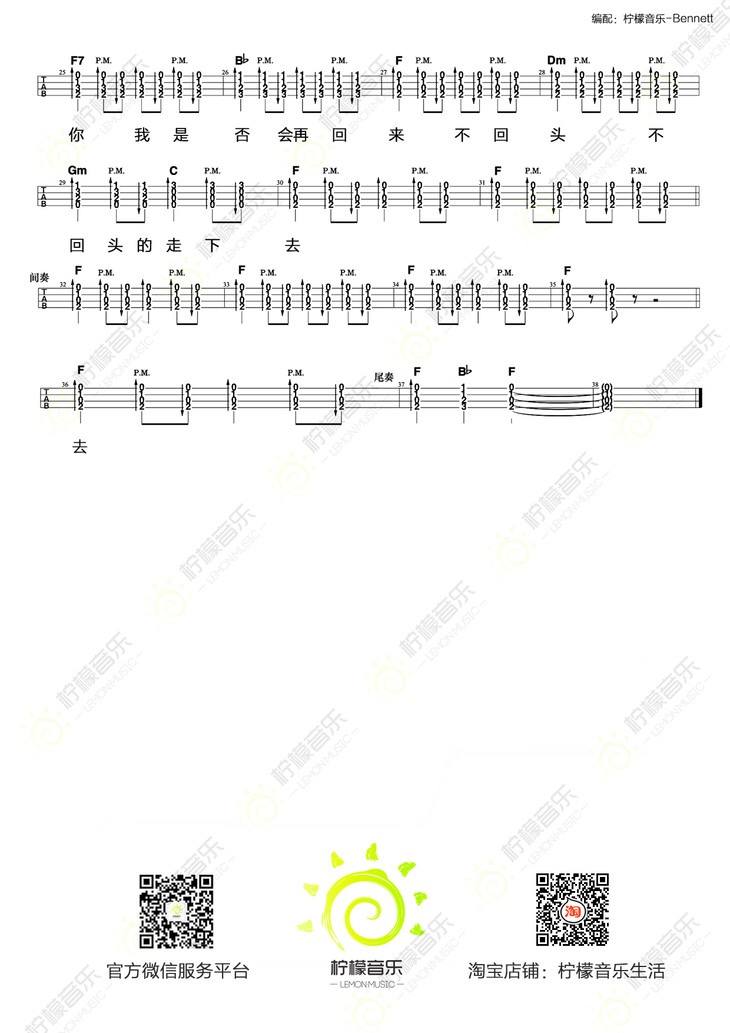 编配：柠檬音乐-Bennett
F7 P.M. P.M. B♭ P.M. P.M. F P.M. P.M. Dm P.M. P.M.
25 26 27 28
你 我 是 否 会 再 回 来 不 回 头 不
Gm P.M. C P.M. F P.M. P.M. F P.M. P.M.
29 30 31
回 头 的 走 下 去
间奏 F P.M. P.M. F P.M. P.M. F P.M. P.M. F
32 33 34 35
F P.M. P.M. 尾奏 F B♭ F
36 37 38
去
官方微信服务平台
柠檬音乐
LEMON MUSIC
淘
淘宝店铺：柠檬音乐生活